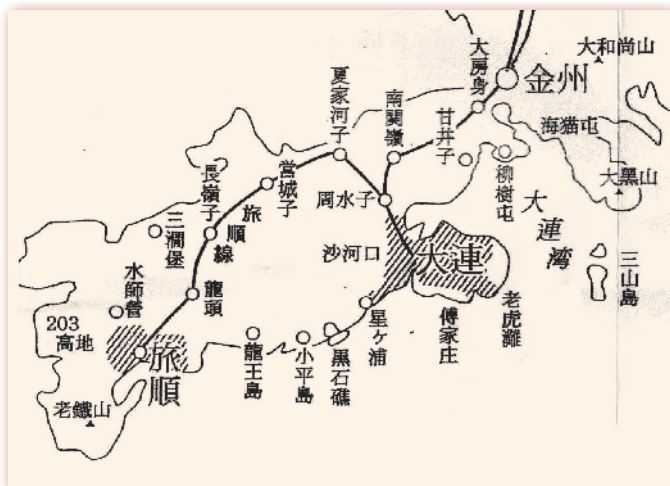 大和尚山
大房身
金州
夏家河子
南関嶺
甘井子
海猫屯
柳樹屯
大黒山
長嶺子
営城子
周水子
大連湾
三澗堡
旅順線
沙河口
大連
三山島
水師營
龍頭
老虎灘
203
高地
旅順
星ヶ浦
傅家庄
龍王島
小平島
黒石礁
老鐵山